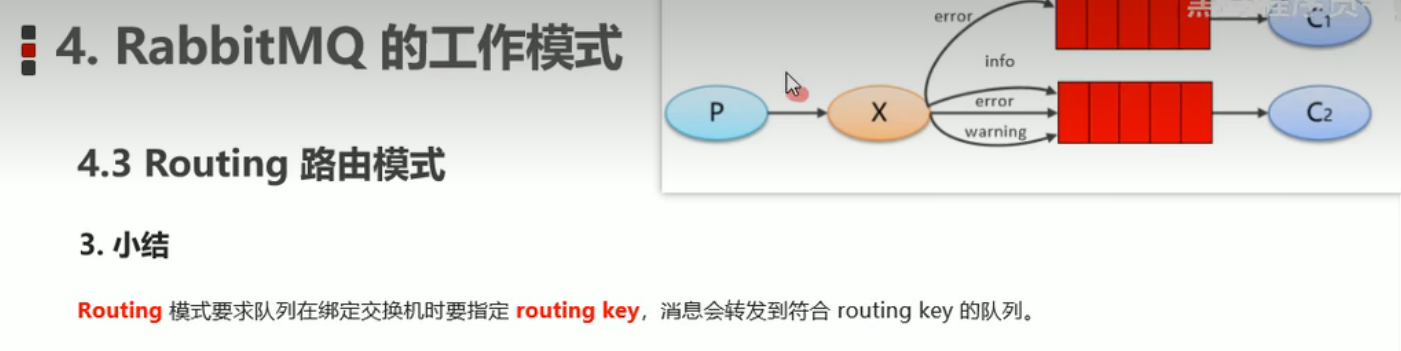 4. RabbitMQ 的工作模式
error
C1
info
P
X
error
C2
warning
4.3 Routing 路由模式
3. 小结
Routing 模式要求队列在绑定交换机时要指定 routing key，消息会转发到符合 routing key 的队列。